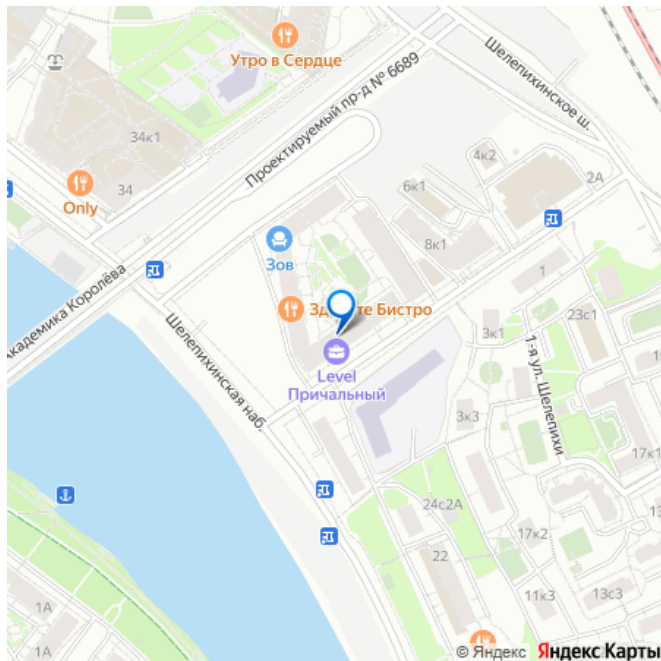 Утро в Сердце
Шелепихинское ш.
Проектируемый пр-д № 6689
34к1
34
Only
4к2
2А
6к1
8к1
Зов
1
Академика Королёва
Шелепихинская наб.
те Бистро
23с1
3к1
1-я ул. Шелепихи
Level
Причальный
3к3
17к1
24с2А
17к2
22
11к3
13с3
1А
1А
© Яндекс Яндекс Карты